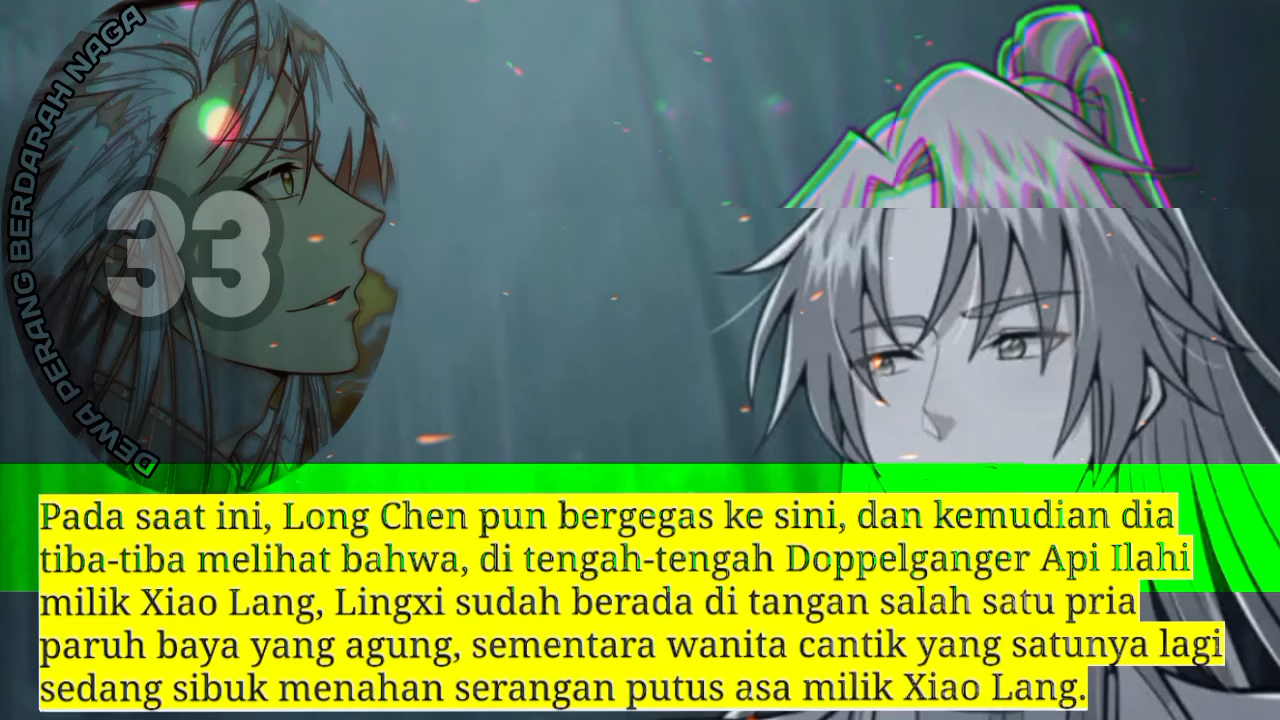 DEWA PERANG BERDARAH NAGA
33
Pada saat ini, Long Chen pun bergegas ke sini, dan kemudian dia
tiba-tiba melihat bahwa, di tengah-tengah Doppelganger Api Ilahi
milik Xiao Lang, Lingxi sudah berada di tangan salah satu pria
paruh baya yang agung, sementara wanita cantik yang satunya lagi
sedang sibuk menahan serangan putus asa milik Xiao Lang.